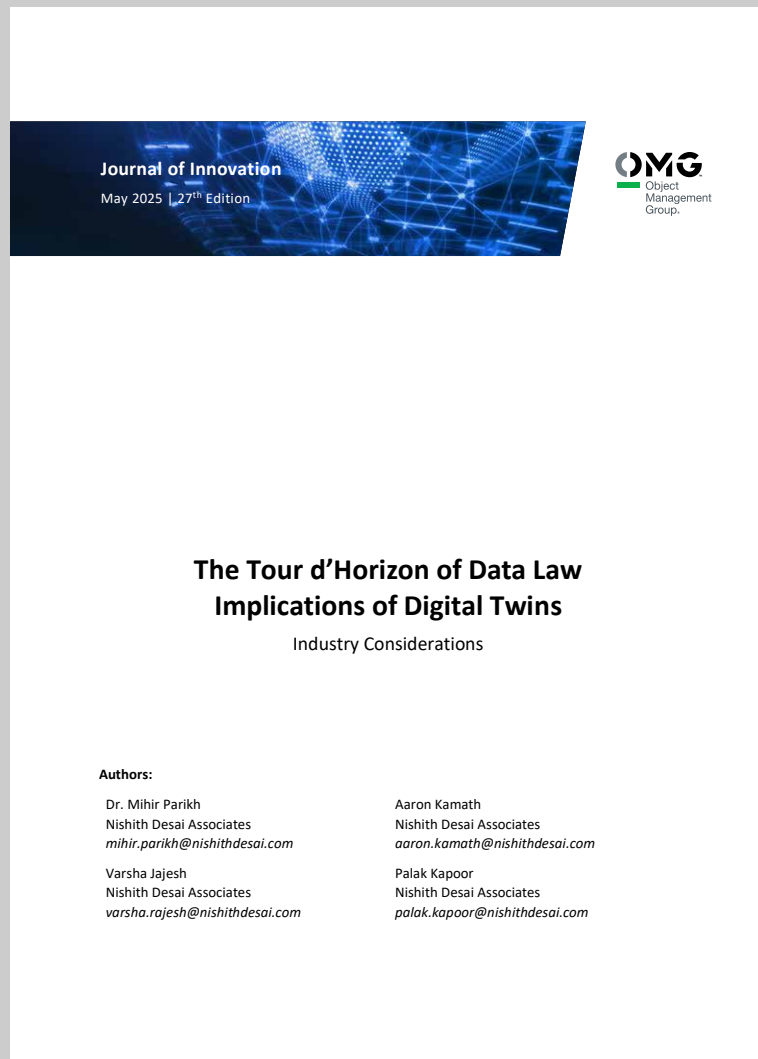 Journal of Innovation
May 2025 | 27th Edition
OMG
Object
Management
Group.
The Tour d’Horizon of Data Law
Implications of Digital Twins
Industry Considerations
Authors:
Dr. Mihir Parikh
Nishith Desai Associates
mihir.parikh@nishithdesai.com
Aaron Kamath
Nishith Desai Associates
aaron.kamath@nishithdesai.com
Varsha Jajesh
Nishith Desai Associates
varsha.rajesh@nishithdesai.com
Palak Kapoor
Nishith Desai Associates
palak.kapoor@nishithdesai.com